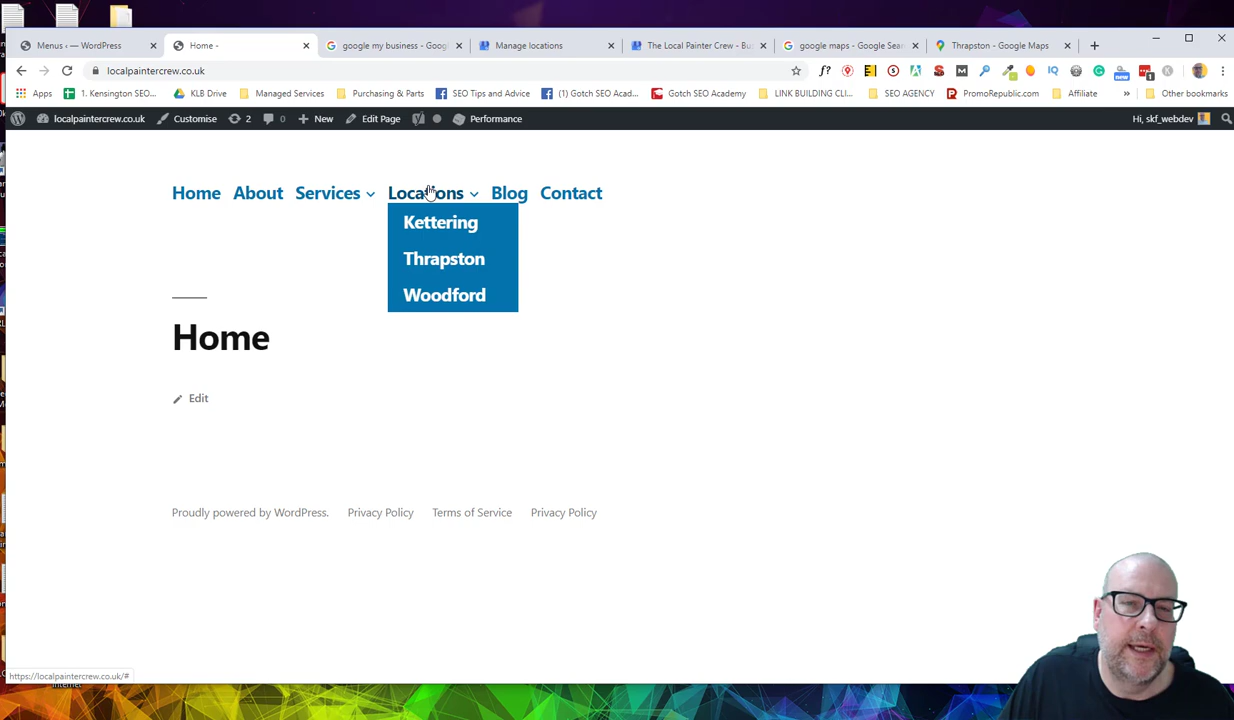 Menus ‹ — WordPress
Home -
google my business - Goog
Manage locations
The Local Painter Crew - Bus
google maps - Google Sear
Thrapston - Google Maps
localpaintercrew.co.uk
Apps
1. Kensington SEO...
KLB Drive
Managed Services
Purchasing & Parts
SEO Tips and Advice
(1) Gotch SEO Acad...
Gotch SEO Academy
LINK BUILDING CLI...
SEO AGENCY
PromoRepublic.com
Affiliate
»
Other bookmarks
localpaintercrew.co.uk
Customise
2
0
New
Edit Page
Performance
Hi, skf_webdev
Home
About
Services
Locations
Blog
Contact
Kettering
Thrapston
Woodford
Home
Edit
Proudly powered by WordPress.
Privacy Policy
Terms of Service
Privacy Policy
https://localpaintercrew.co.uk/#